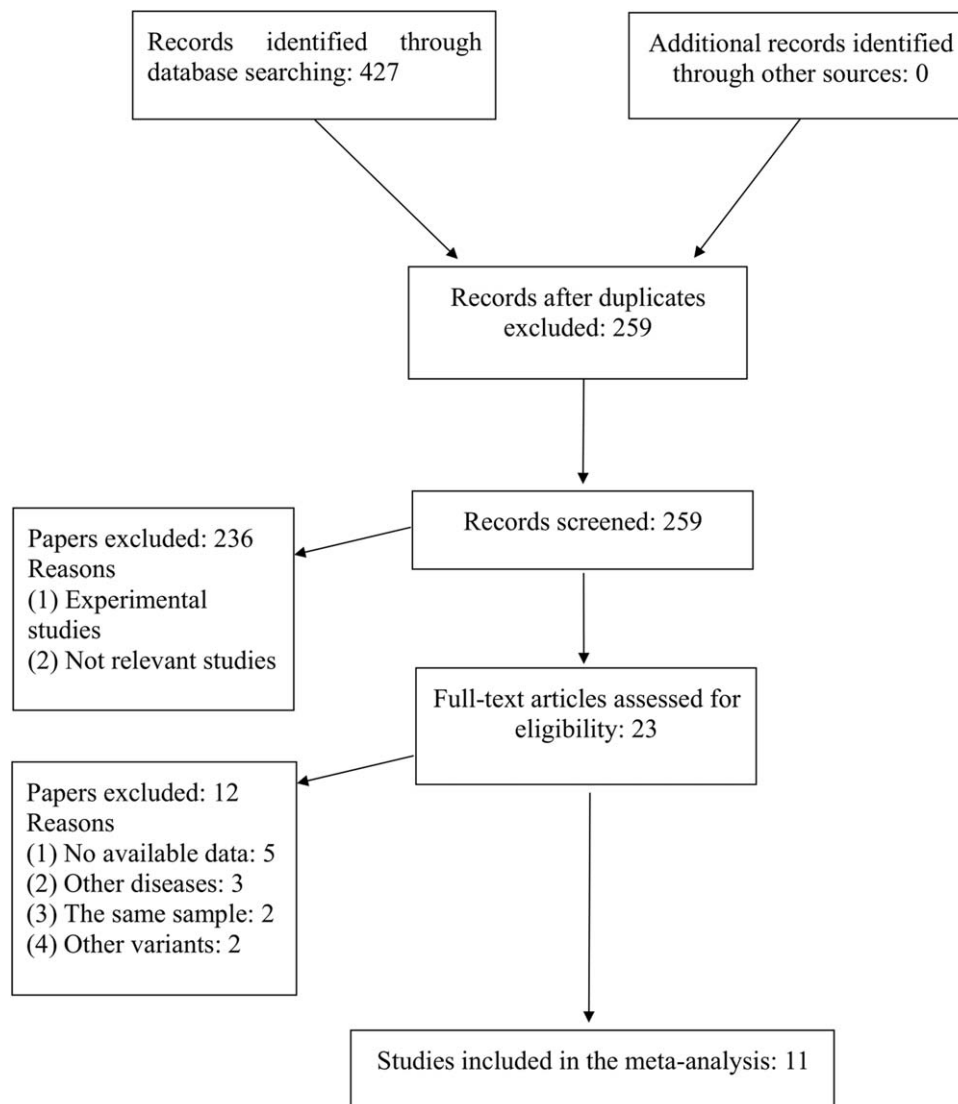 Records identified through
database searching: 427
Additional records identified
through other sources: 0
Records after duplicates
excluded: 259
Records screened: 259
Papers excluded: 236
Reasons
(1) Experimental
studies
(2) Not relevant studies
Full-text articles assessed for
eligibility: 23
Papers excluded: 12
Reasons
(1) No available data: 5
(2) Other diseases: 3
(3) The same sample: 2
(4) Other variants: 2
Studies included in the meta-analysis: 11